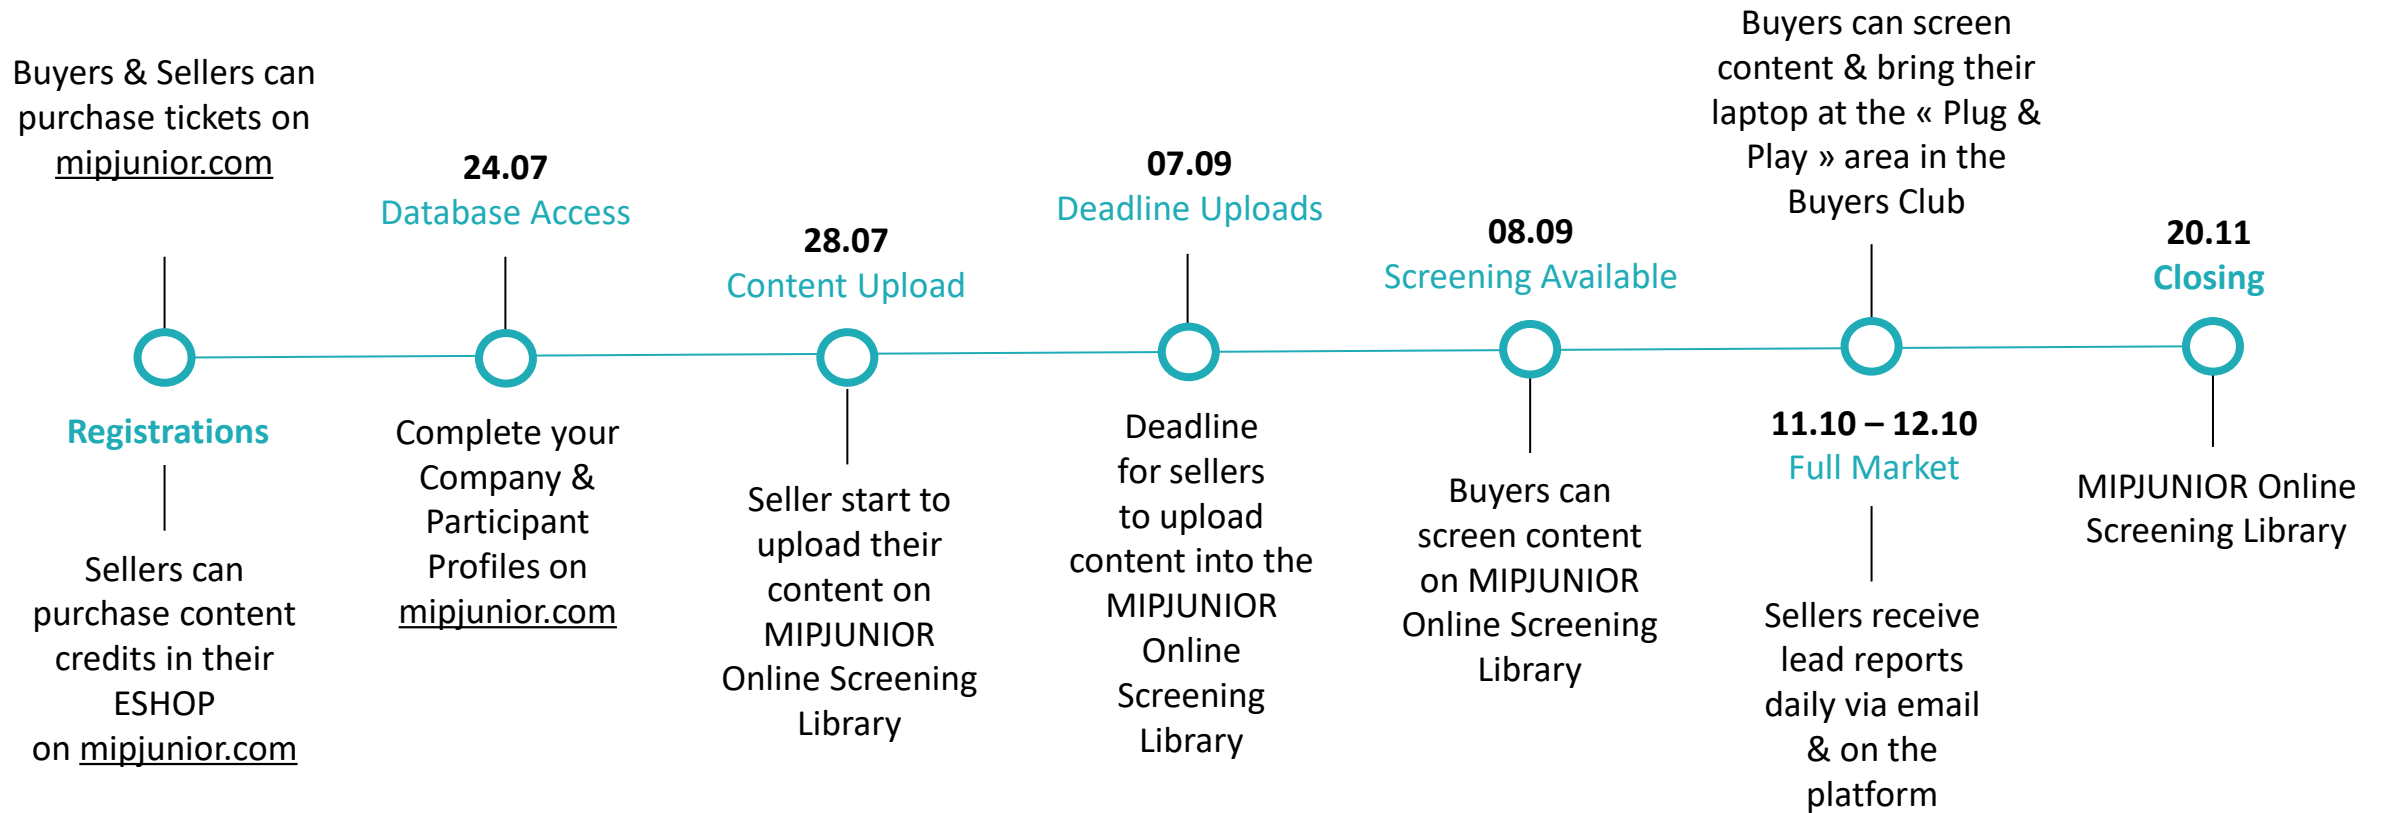 Buyers & Sellers can
purchase tickets on
mipjunior.com
Registrations
Sellers can
purchase content
credits in their
ESHOP
on mipjunior.com
24.07
Database Access
Complete your
Company &
Participant
Profiles on
mipjunior.com
28.07
Content Upload
Seller start to
upload their
content on
MIPJUNIOR
Online Screening
Library
07.09
Deadline Uploads
Deadline
for sellers
to upload
content into the
MIPJUNIOR
Online
Screening
Library
08.09
Screening Available
Buyers can
screen content
on MIPJUNIOR
Online Screening
Library
Buyers can screen
content & bring their
laptop at the « Plug &
Play » area in the
Buyers Club
11.10 – 12.10
Full Market
Sellers receive
lead reports
daily via email
& on the
platform
20.11
Closing
MIPJUNIOR Online
Screening Library